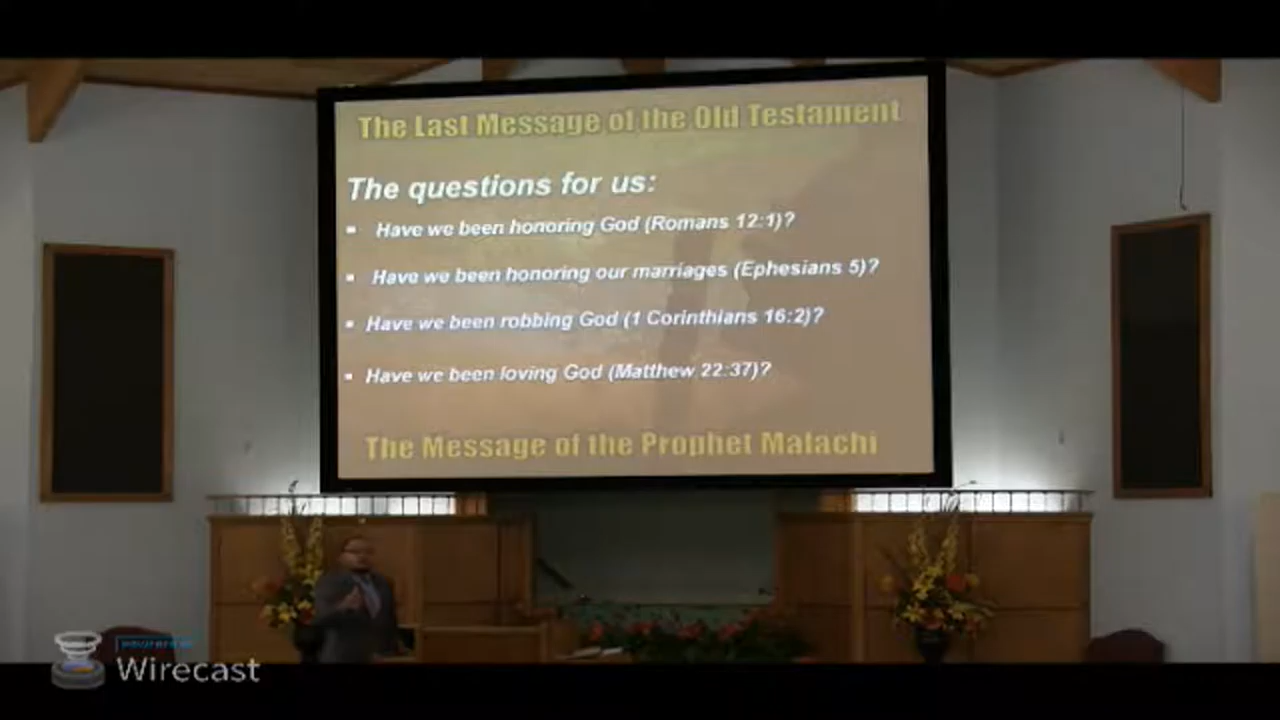 The Last Message of the Old Testament
The questions for us:
▪ Have we been honoring God (Romans 12:1)?
▪ Have we been honoring our marriages (Ephesians 5)?
▪ Have we been robbing God (1 Corinthians 16:2)?
▪ Have we been loving God (Matthew 22:37)?
The Message of the Prophet Malachi
Wirecast